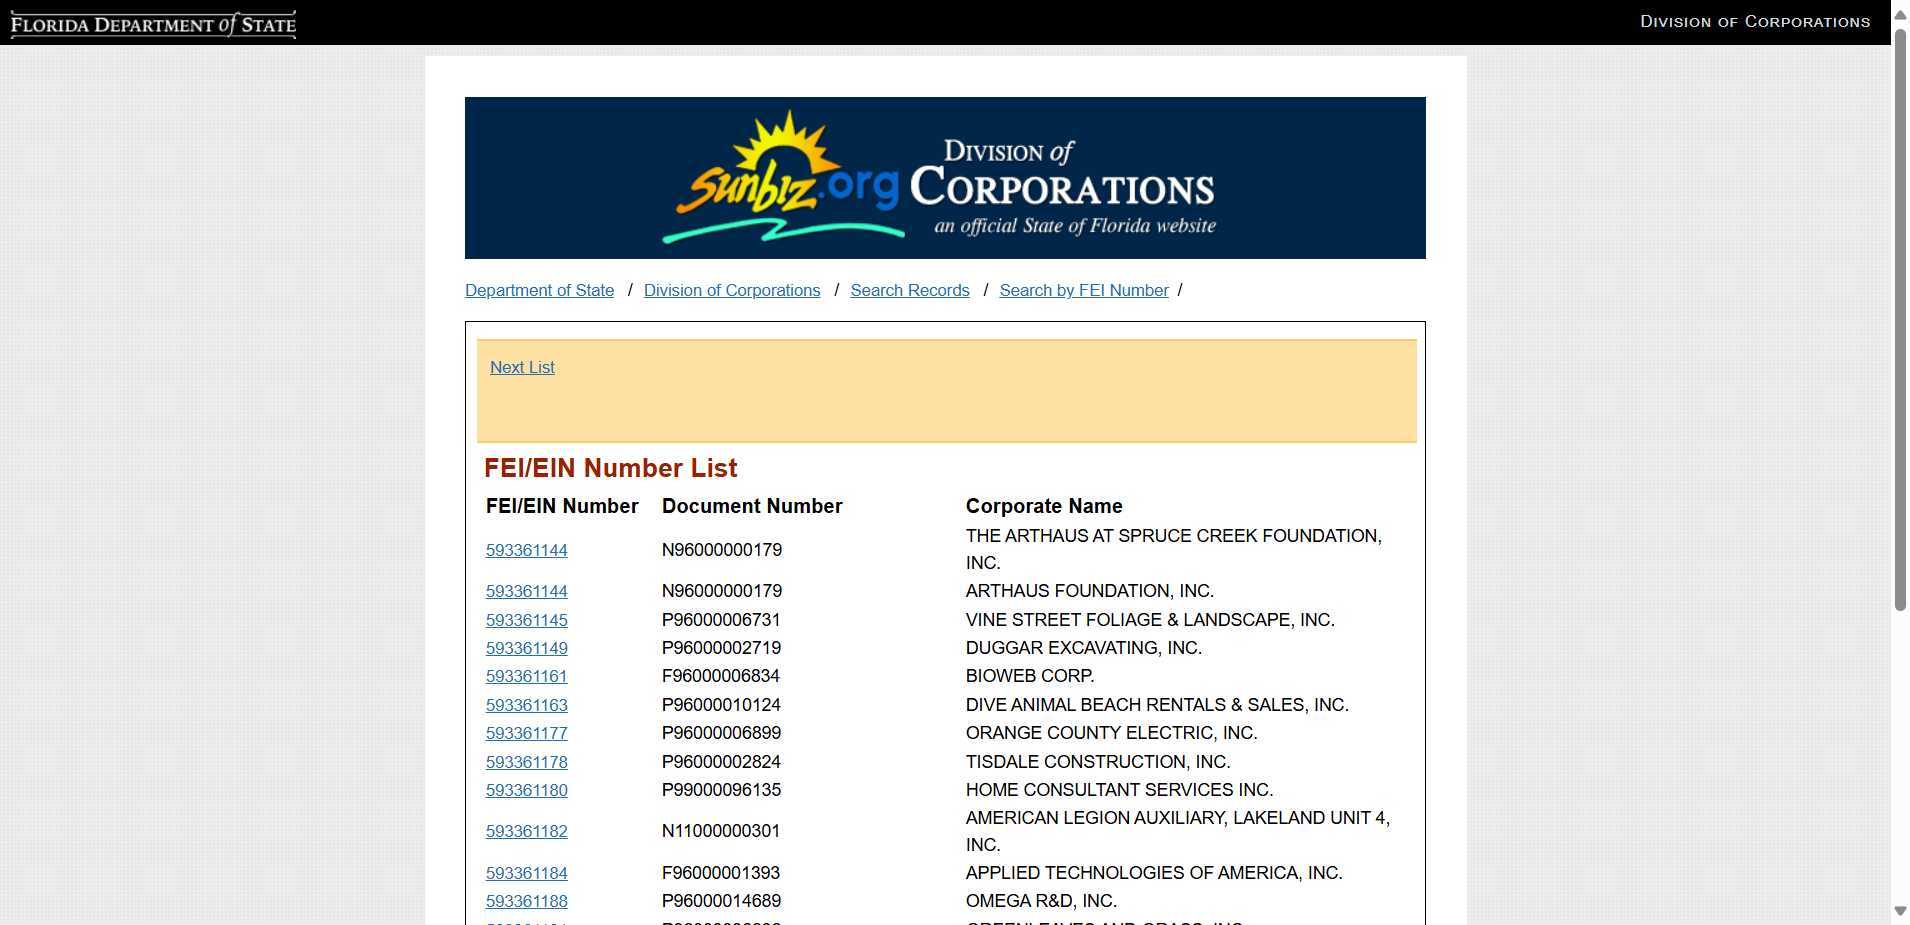 FLORIDA DEPARTMENT of STATE
DIVISION OF CORPORATIONS
Sunbiz.org
DIVISION of
CORPORATIONS
an official State of Florida website
Department of State / Division of Corporations / Search Records / Search by FEI Number /
Next List
FEI/EIN Number List
FEI/EIN Number Document Number Corporate Name
593361144 N96000000179 THE ARTHAUS AT SPRUCE CREEK FOUNDATION,
INC.
593361144 N96000000179 ARTHAUS FOUNDATION, INC.
593361145 P96000006731 VINE STREET FOLIAGE & LANDSCAPE, INC.
593361149 P96000002719 DUGGAR EXCAVATING, INC.
593361161 F96000006834 BIOWEB CORP.
593361163 P96000010124 DIVE ANIMAL BEACH RENTALS & SALES, INC.
593361177 P96000006899 ORANGE COUNTY ELECTRIC, INC.
593361178 P96000002824 TISDALE CONSTRUCTION, INC.
593361180 P99000096135 HOME CONSULTANT SERVICES INC.
593361182 N11000000301 AMERICAN LEGION AUXILIARY, LAKELAND UNIT 4,
INC.
593361184 F96000001393 APPLIED TECHNOLOGIES OF AMERICA, INC.
593361188 P96000014689 OMEGA R&D, INC.